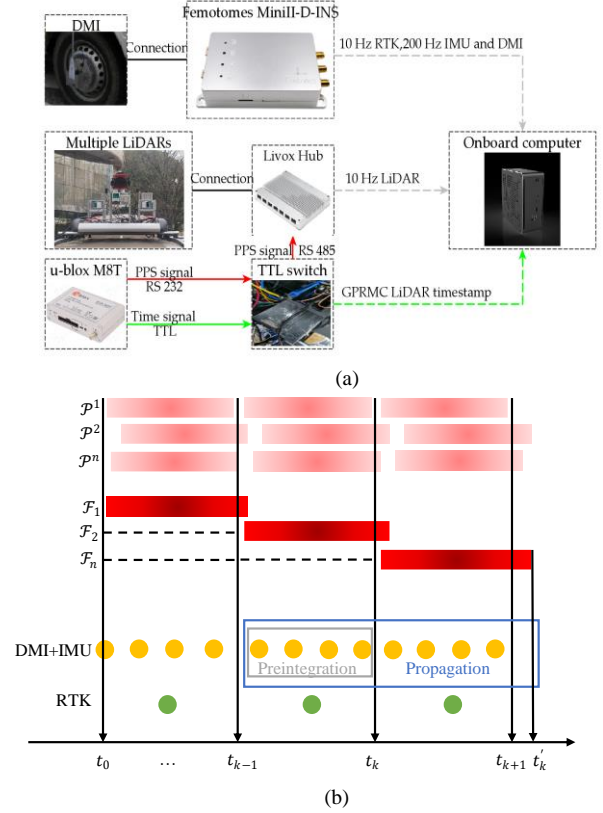 DMI
Femotomes MiniII-D-INS
Connection
10 Hz RTK,200 Hz IMU and DMI
Multiple LiDARs
Connection
Livox Hub
10 Hz LiDAR
Onboard computer
PPS signal RS 485
u-blox M8T
PPS signal
RS 232
TTL switch
Time signal
TTL
GPRMC LiDAR timestamp
(a)
𝒫¹
𝒫²
𝒫ⁿ
ℱ₁
ℱ₂
ℱₙ
DMI+IMU
Preintegration
Propagation
RTK
t₀ ... tₖ₋₁ tₖ tₖ₊₁ tₖ′
(b)